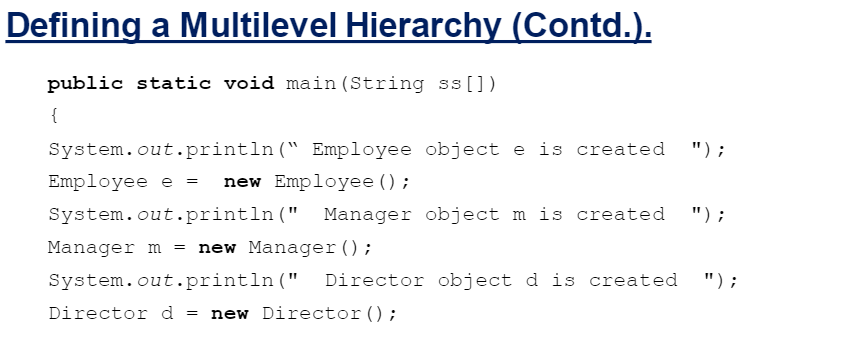 Defining a Multilevel Hierarchy (Contd.).
public static void main(String ss[])
{
System.out.println(“ Employee object e is created  ");
Employee e =  new Employee();
System.out.println("  Manager object m is created  ");
Manager m = new Manager();
System.out.println("  Director object d is created  ");
Director d = new Director();